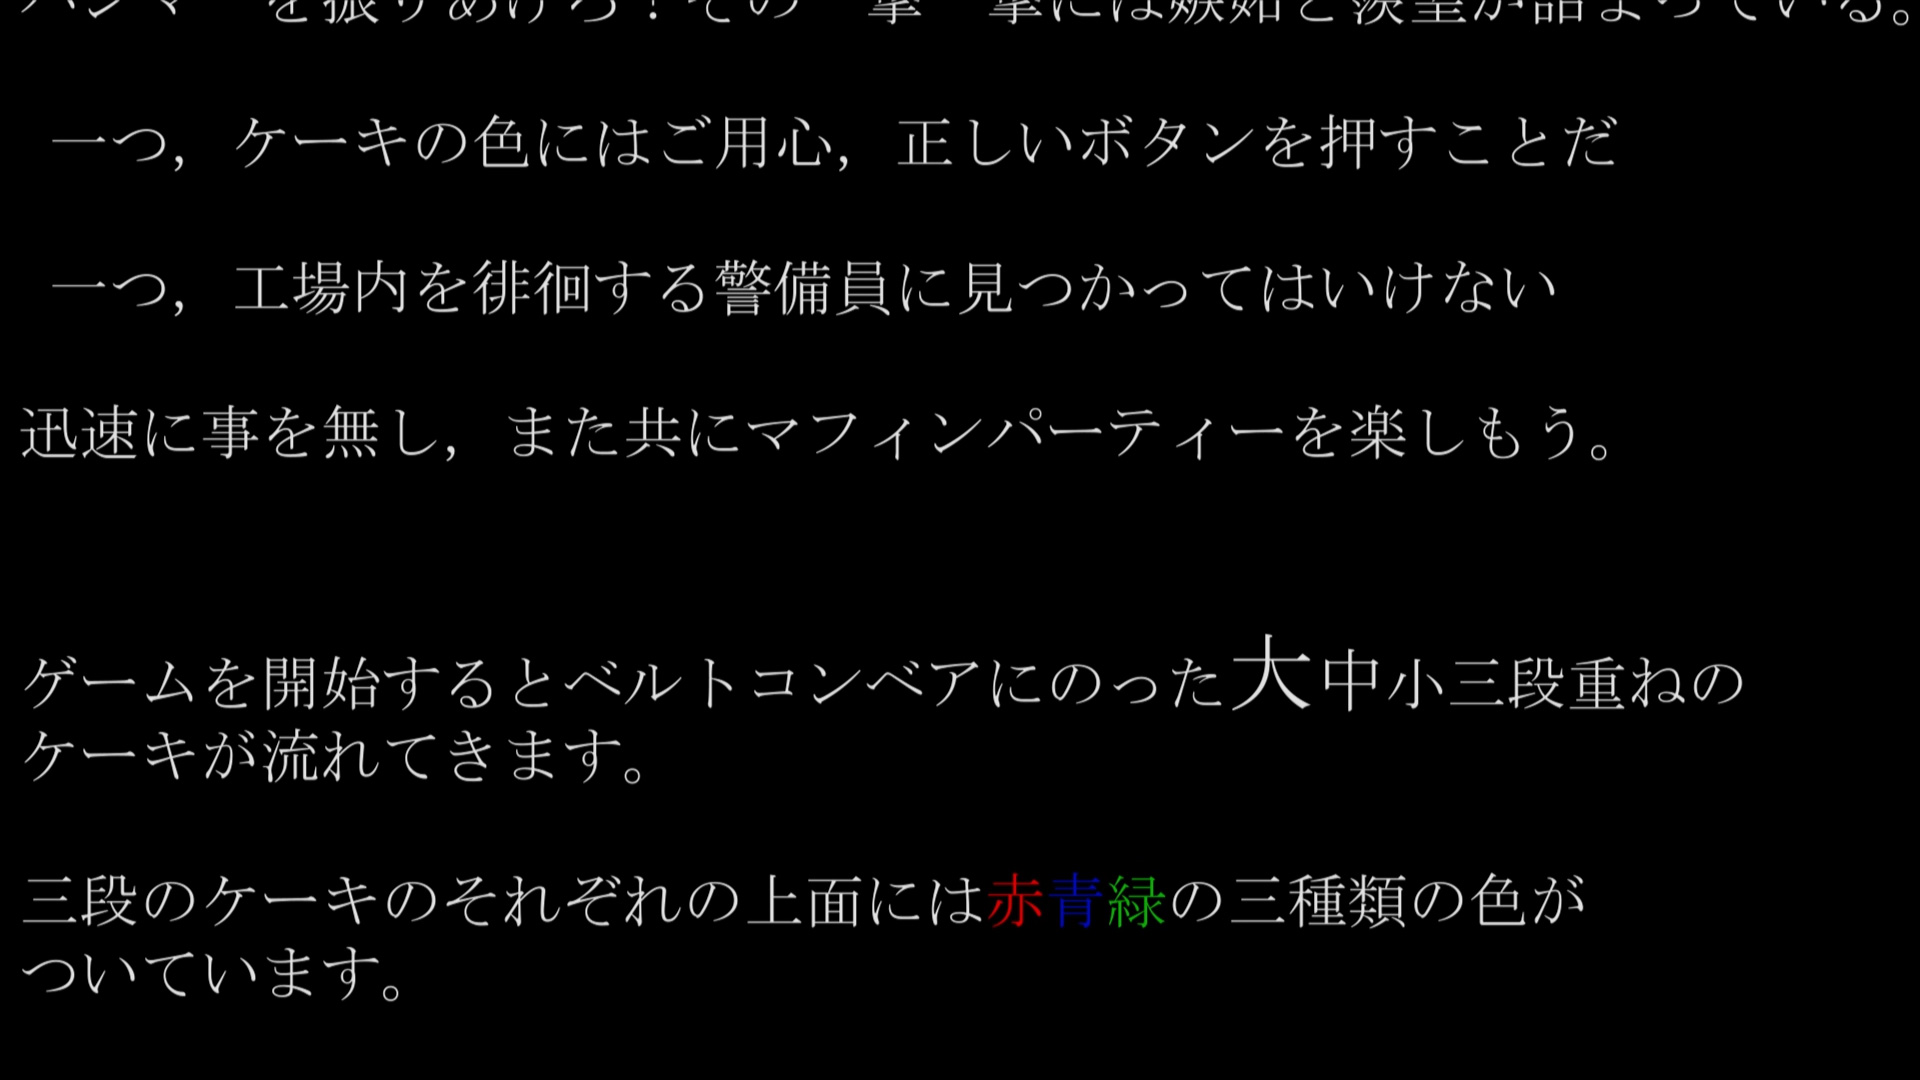 ハンマーを振りあげろ！その一撃一撃には嫉妬と羨望が詰まっている。
一つ，ケーキの色にはご用心，正しいボタンを押すことだ
一つ，工場内を徘徊する警備員に見つかってはいけない
迅速に事を無し，また共にマフィンパーティーを楽しもう。
ゲームを開始するとベルトコンベアにのった大中小三段重ねの
ケーキが流れてきます。
三段のケーキのそれぞれの上面には赤青緑の三種類の色が
ついています。